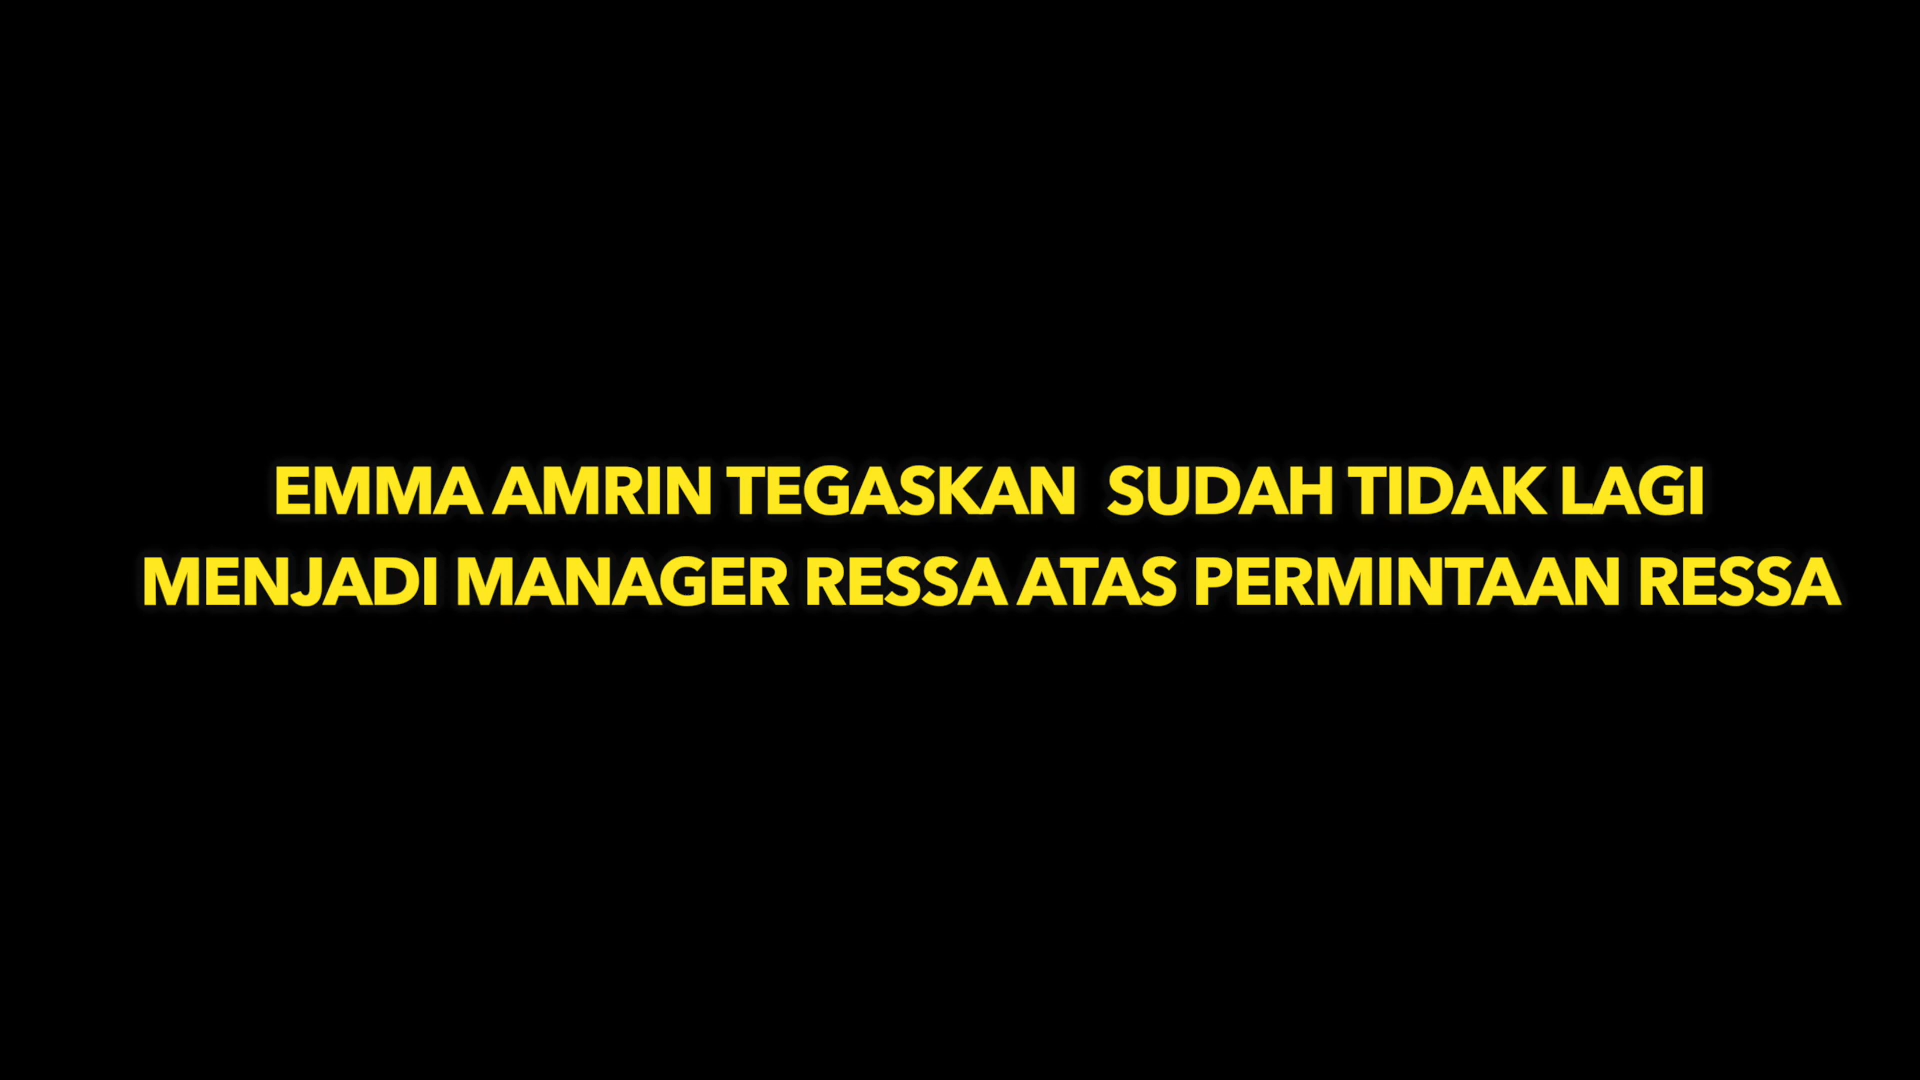 EMMA AMRIN TEGASKAN  SUDAH TIDAK LAGI
MENJADI MANAGER RESSA ATAS PERMINTAAN RESSA